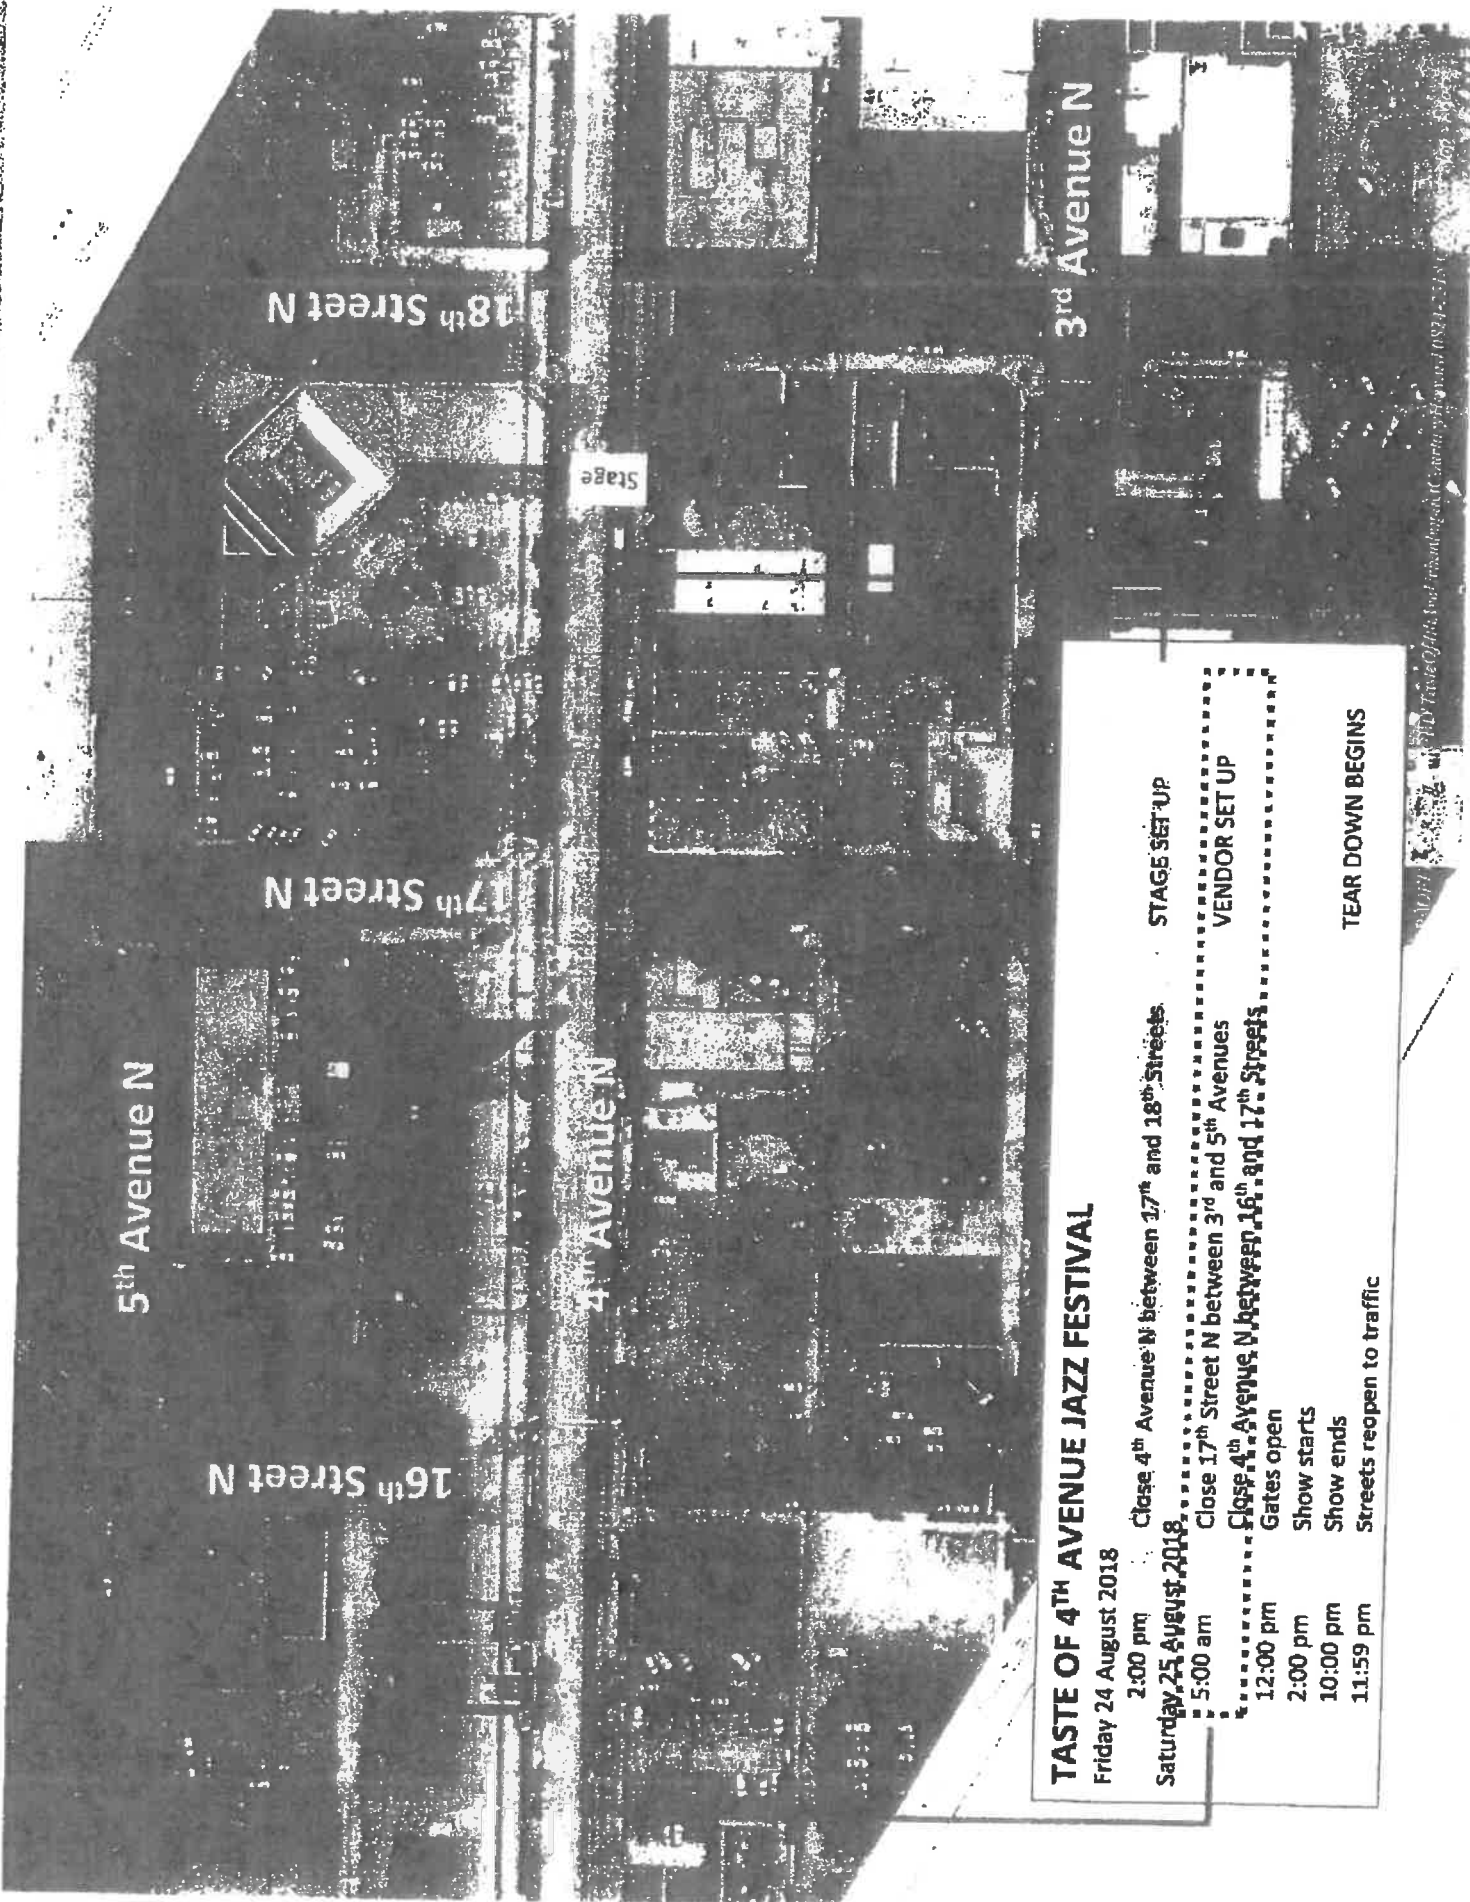 5th Avenue N
4th Avenue N
3rd Avenue N
16th Street N
17th Street N
18th Street N
Stage
TASTE OF 4TH AVENUE JAZZ FESTIVAL
Friday 24 August 2018
2:00 pm Close 4th Avenue N between 17th and 18th Streets STAGE SET UP
Saturday 25 August 2018
5:00 am Close 17th Street N between 3rd and 5th Avenues VENDOR SET UP
Close 4th Avenue N between 16th and 17th Streets
12:00 pm Gates open
2:00 pm Show starts
10:00 pm Show ends
11:59 pm Streets reopen to traffic TEAR DOWN BEGINS